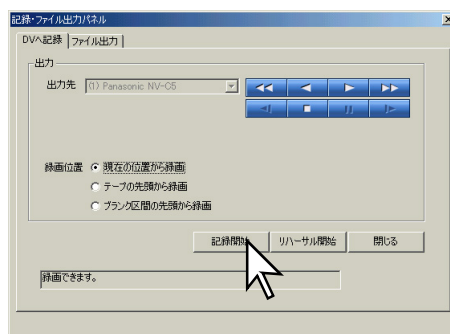 記録・ファイル出力パネル
DVへ記録 ファイル出力
出力
出力先 (1) Panasonic NV-C5
録画位置 現在の位置から録画
テープの先頭から録画
ブランク区間の先頭から録画
記録開始 リハーサル開始 閉じる
録画できます。